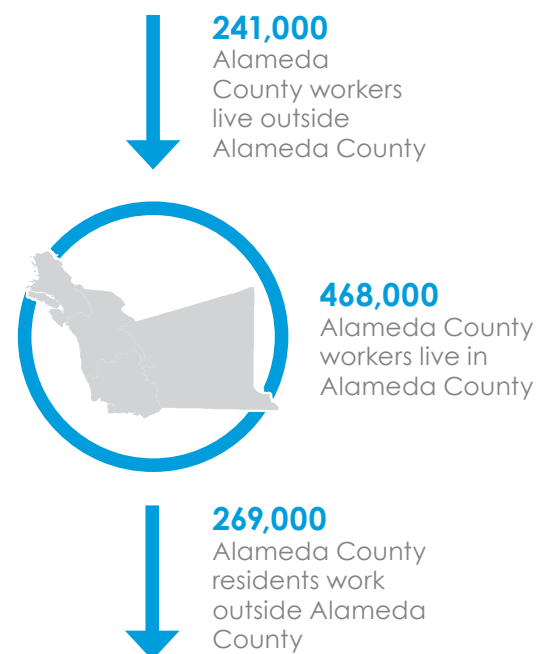 241,000
Alameda
County workers
live outside
Alameda County
468,000
Alameda County
workers live in
Alameda County
269,000
Alameda County
residents work
outside Alameda
County